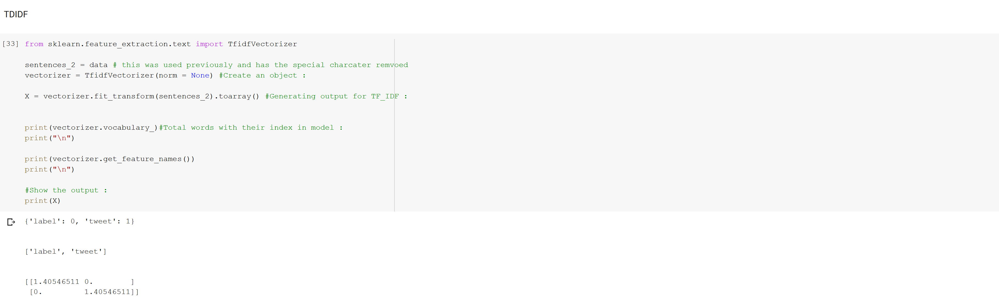 TDIDF
[33] from sklearn.feature_extraction.text import TfidfVectorizer
sentences_2 = data # this was used previously and has the special charcater remvoed
vectorizer = TfidfVectorizer(norm = None) #Create an object :
X = vectorizer.fit_transform(sentences_2).toarray() #Generating output for TF_IDF :
print(vectorizer.vocabulary_)#Total words with their index in model :
print("\n")
print(vectorizer.get_feature_names())
print("\n")
#Show the output :
print(X)
{'label': 0, 'tweet': 1}
['label', 'tweet']
[[1.40546511 0.        ]
 [0.         1.40546511]]